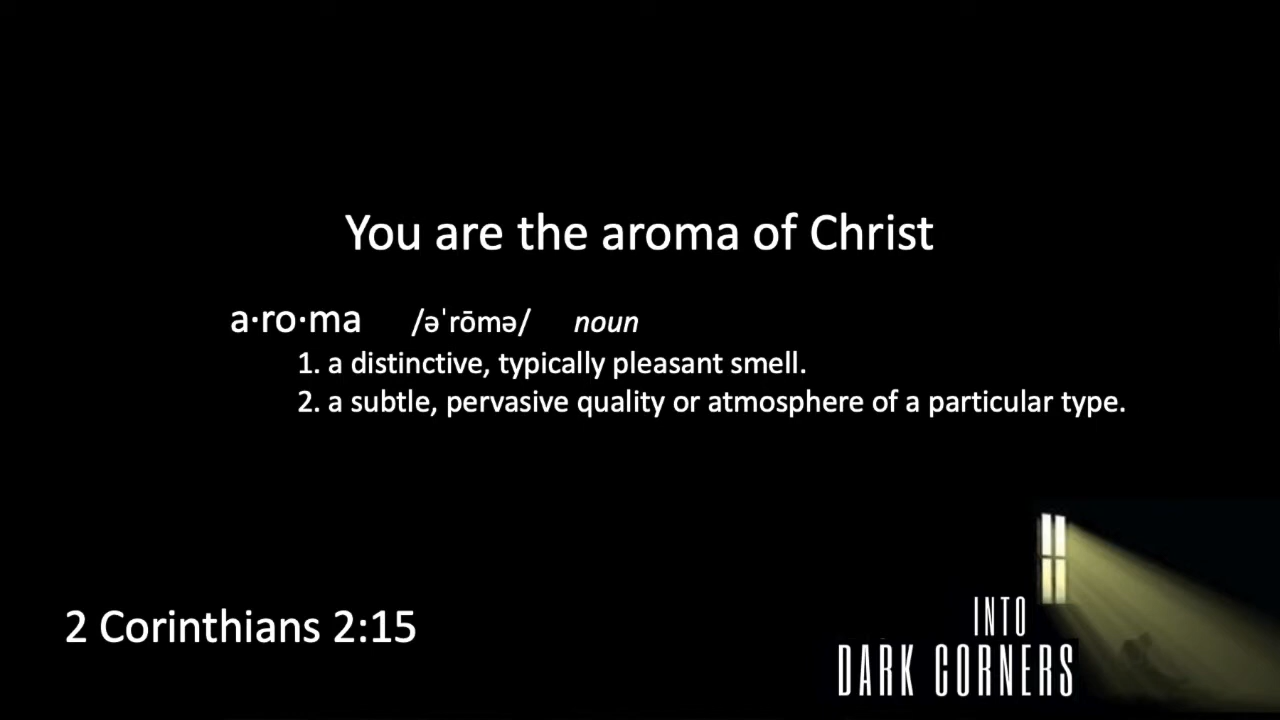 You are the aroma of Christ
a·ro·ma /əˈrōmə/ noun
1. a distinctive, typically pleasant smell.
2. a subtle, pervasive quality or atmosphere of a particular type.
2 Corinthians 2:15
INTO
DARK CORNERS